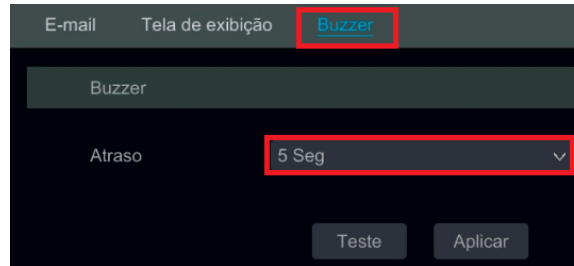 E-mail Tela de exibição Buzzer
Buzzer
Atraso 5 Seg
Teste Aplicar